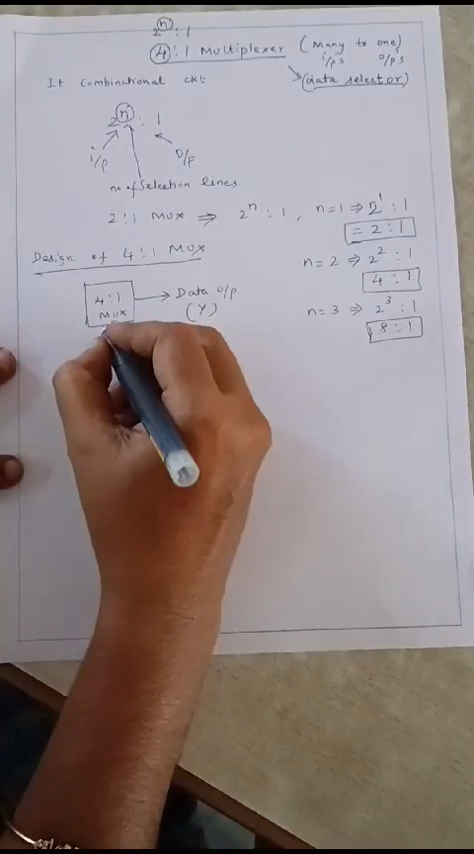 2ⁿ : 1
4:1 Multiplexer (Many to one)
i/p s o/p s
It Combinational ckt (data selector)
2ⁿ : 1
i/p o/p
no of Selection lines
2:1 MUX ⇒ 2ⁿ : 1 , n=1 ⇒ 2¹ : 1
= 2 : 1
Design of 4:1 MUX
n = 2 ⇒ 2² : 1
4 : 1
4:1 MUX → Data o/p (Y)
n = 3 ⇒ 2³ : 1
8 : 1